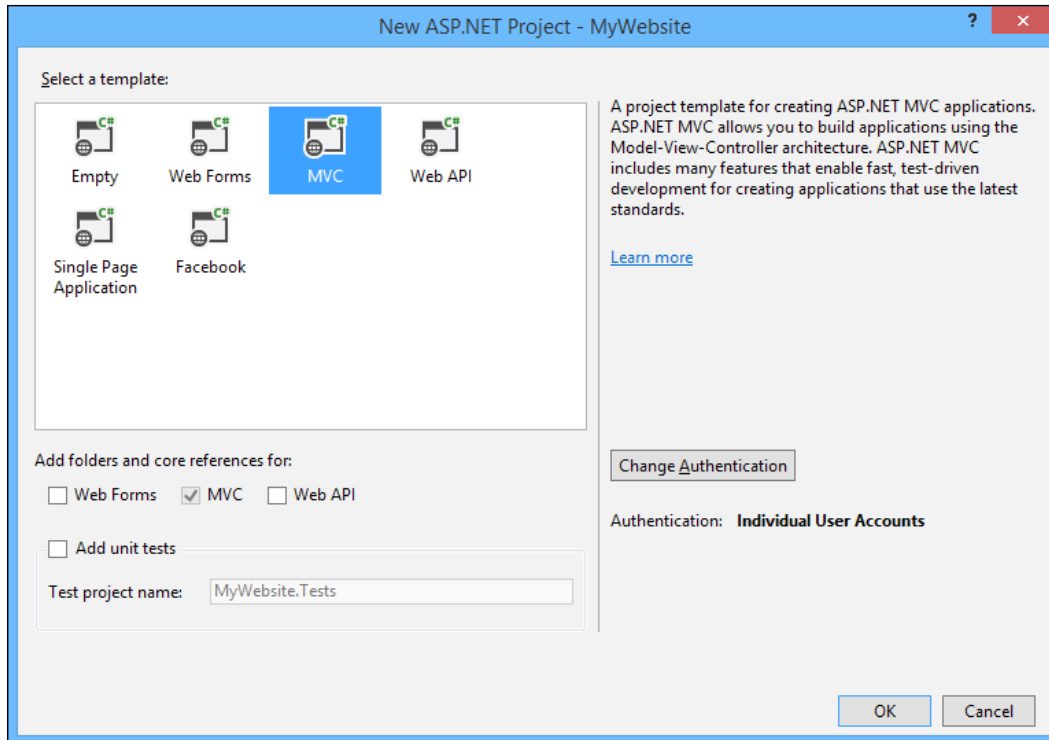 New ASP.NET Project - MyWebsite
?
Select a template:
C# C# C# C#
Empty Web Forms MVC Web API
C# C#
Single Page Application Facebook
A project template for creating ASP.NET MVC applications.
ASP.NET MVC allows you to build applications using the
Model-View-Controller architecture. ASP.NET MVC
includes many features that enable fast, test-driven
development for creating applications that use the latest
standards.
Learn more
Add folders and core references for:
Web Forms MVC Web API
Add unit tests
Test project name: MyWebsite.Tests
Change Authentication
Authentication: Individual User Accounts
OK Cancel